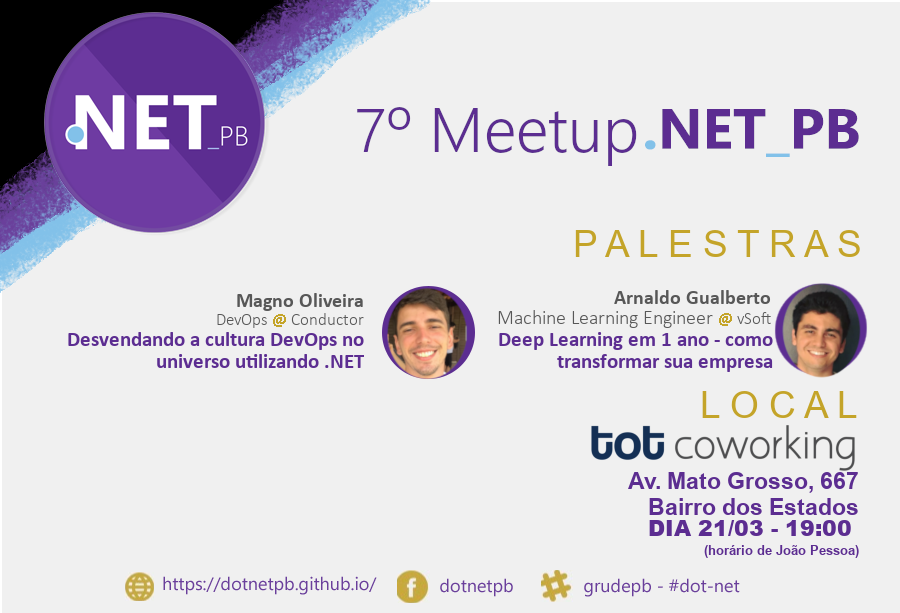 .NET_PB
7º Meetup .NET_PB
PALESTRAS
Magno Oliveira
DevOps @ Conductor
Desvendando a cultura DevOps no
universo utilizando .NET
Arnaldo Gualberto
Machine Learning Engineer @ vSoft
Deep Learning em 1 ano - como
transformar sua empresa
LOCAL
tot coworking
Av. Mato Grosso, 667
Bairro dos Estados
DIA 21/03 - 19:00
(horário de João Pessoa)
https://dotnetpb.github.io/ f dotnetpb grudepb - #dot-net